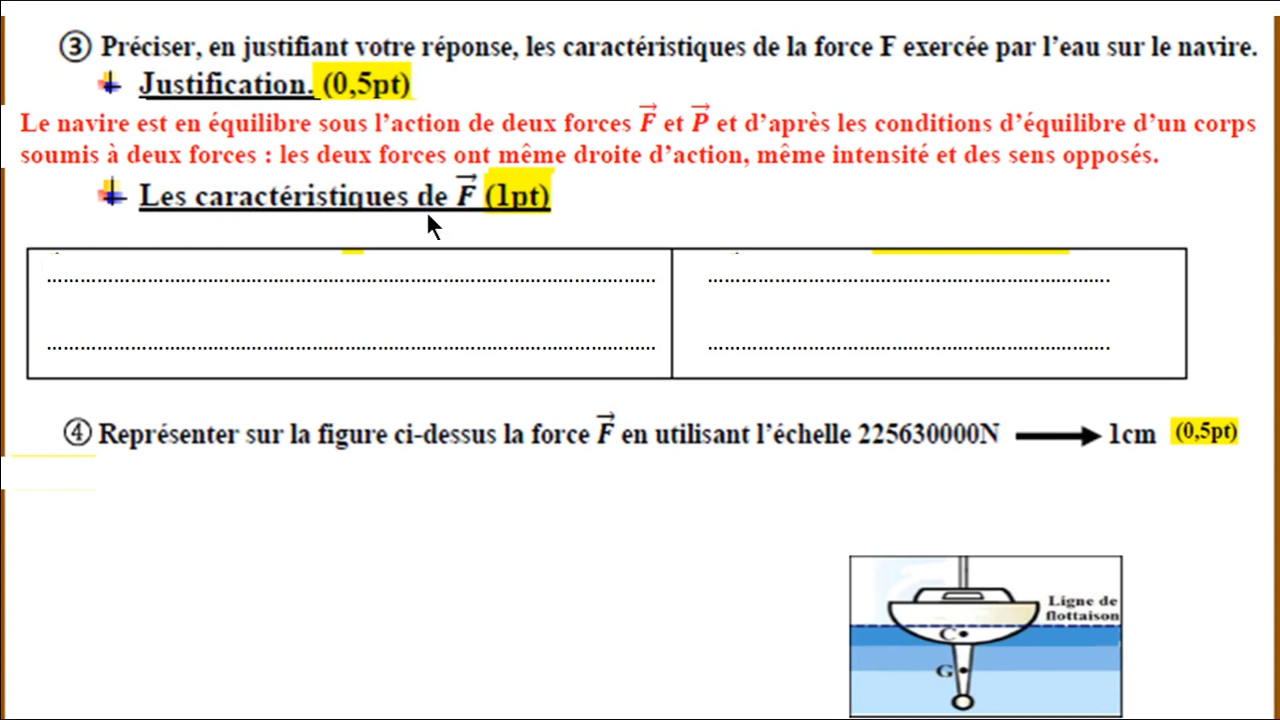 ③ Préciser, en justifiant votre réponse, les caractéristiques de la force F exercée par l’eau sur le navire.
Justification. (0,5pt)
Le navire est en équilibre sous l’action de deux forces F⃗ et P⃗ et d’après les conditions d’équilibre d’un corps
soumis à deux forces : les deux forces ont même droite d’action, même intensité et des sens opposés.
Les caractéristiques de F⃗ (1pt)
④ Représenter sur la figure ci-dessus la force F⃗ en utilisant l’échelle 225630000N ⟶ 1cm (0,5pt)
Ligne de
flottaison
C
G